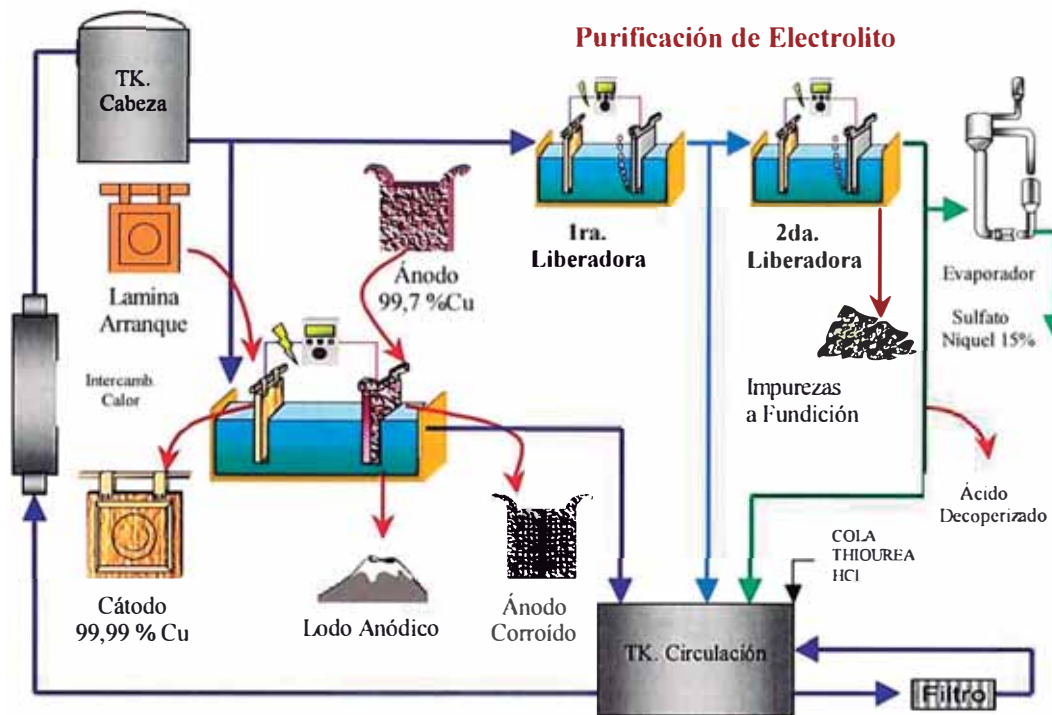 Purificación de Electrolito
TK.
Cabeza
1ra.
Liberadora
2da.
Liberadora
Evaporador
Sulfato
Niquel 15%
Lamina
Arranque
Ánodo
99,7 %Cu
Intercamb.
Calor
Impurezas
a Fundición
Ácido
Decoperizado
COLA
THIOUREA
HCl
Cátodo
99,99 % Cu
Lodo Anódico
Ánodo
Corroído
TK. Circulación
Filtro